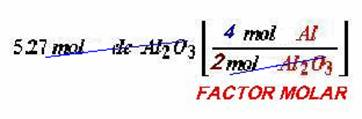 5.27 mol de Al₂O₃ [ 4 mol Al
2 mol Al₂O₃ ]
FACTOR MOLAR